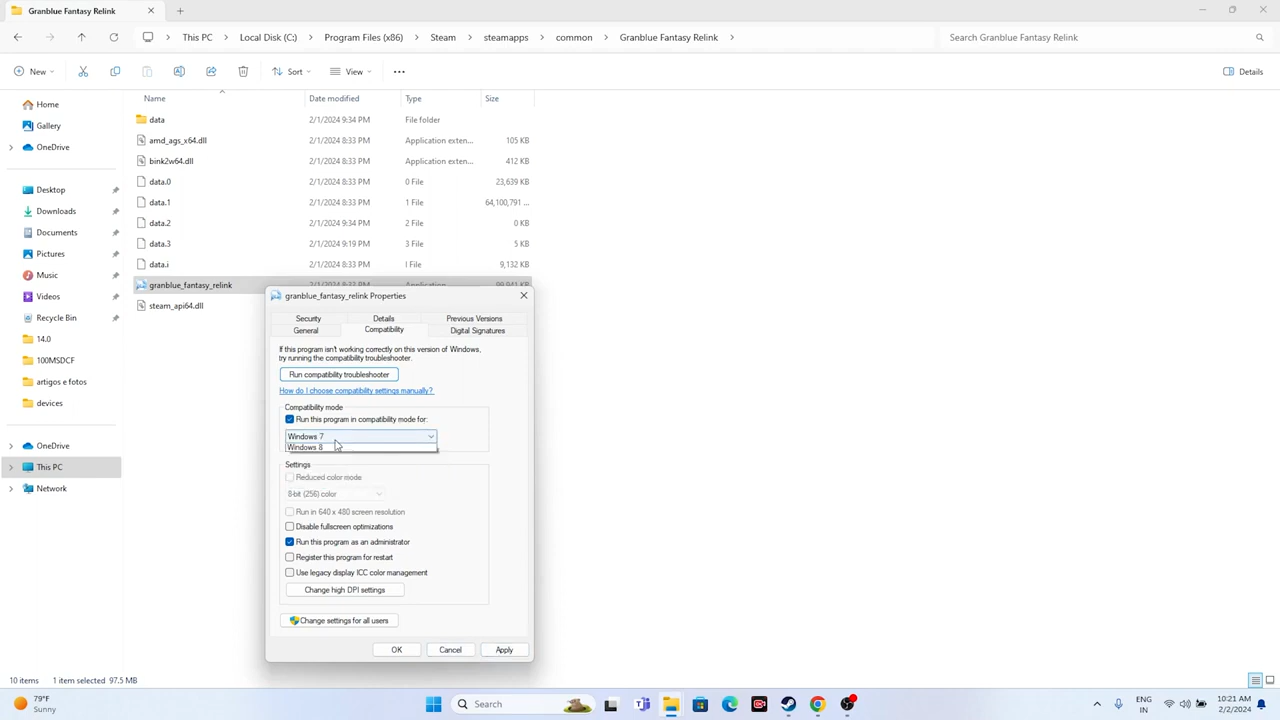 Granblue Fantasy Relink
This PC
Local Disk (C:)
Program Files (x86)
Steam
steamapps
common
Granblue Fantasy Relink
Search Granblue Fantasy Relink
New
Sort
View
Details
Home
Gallery
OneDrive
Desktop
Downloads
Documents
Pictures
Music
Videos
Recycle Bin
14.0
100MSDCF
artigos e fotos
devices
OneDrive
This PC
Network
Name Date modified Type Size
data 2/1/2024 9:34 PM File folder
amd_ags_x64.dll 2/1/2024 8:33 PM Application exten... 105 KB
bink2w64.dll 2/1/2024 8:33 PM Application exten... 412 KB
data.0 2/1/2024 8:33 PM 0 File 23,639 KB
data.1 2/1/2024 8:33 PM 1 File 64,100,791 ...
data.2 2/1/2024 9:34 PM 2 File 0 KB
data.3 2/1/2024 9:19 PM 3 File 5 KB
data.i 2/1/2024 8:33 PM I File 9,132 KB
granblue_fantasy_relink 2/1/2024 8:33 PM Application 99,941 KB
steam_api64.dll
granblue_fantasy_relink Properties
Security Details Previous Versions
General Compatibility Digital Signatures
If this program isn't working correctly on this version of Windows,
try running the compatibility troubleshooter.
Run compatibility troubleshooter
How do I choose compatibility settings manually?
Compatibility mode
Run this program in compatibility mode for:
Windows 7
Windows 8
Settings
Reduced color mode
8-bit (256) color
Run in 640 x 480 screen resolution
Disable fullscreen optimizations
Run this program as an administrator
Register this program for restart
Use legacy display ICC color management
Change high DPI settings
Change settings for all users
OK Cancel Apply
10 items 1 item selected 97.5 MB
79°F
Sunny
Search
ENG
IN
10:21 AM
2/2/2024